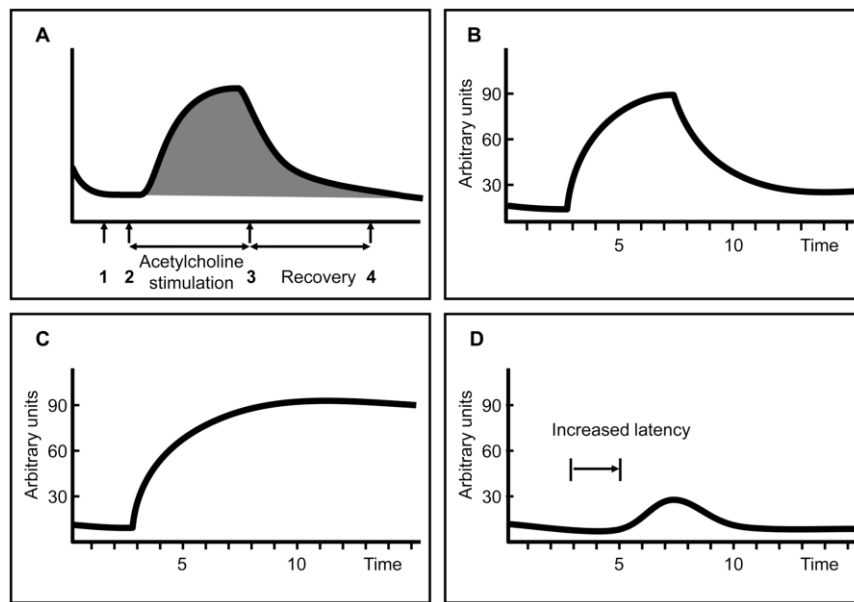 A
1 2 Acetylcholine stimulation 3 Recovery 4
B
Arbitrary units
90
60
30
5 10 Time
C
Arbitrary units
90
60
30
5 10 Time
D
Arbitrary units
90
60
30
Increased latency
5 10 Time